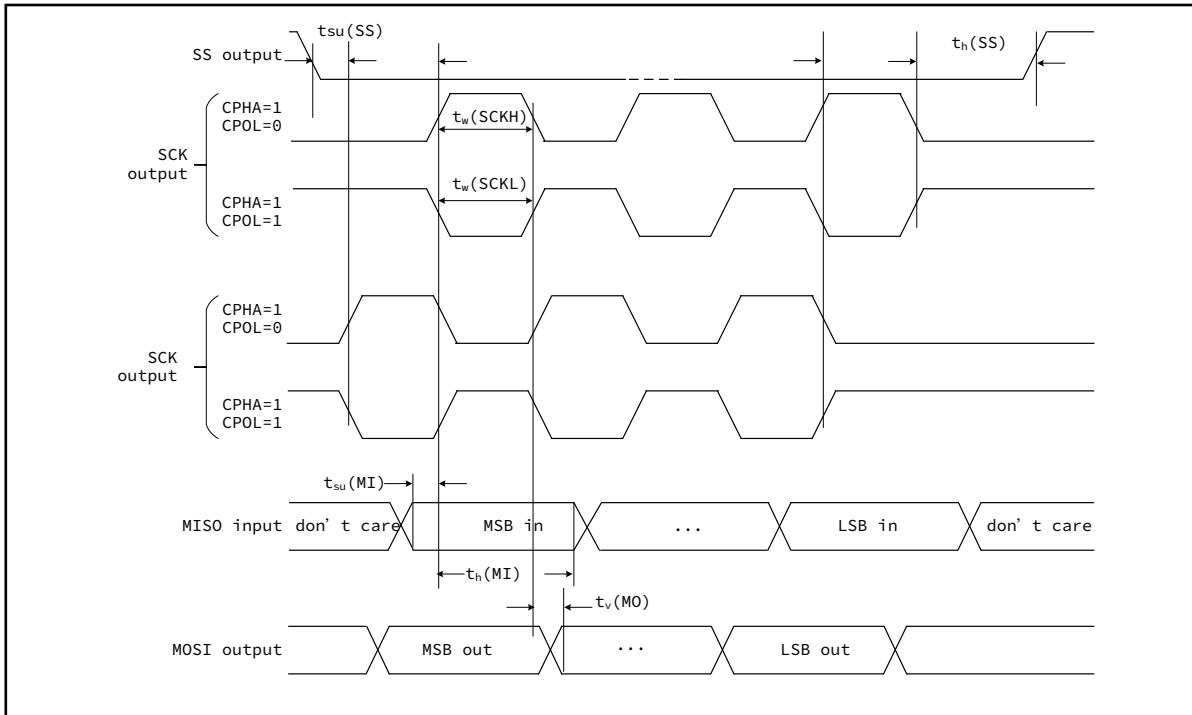 tsu(SS)
th(SS)
SS output
CPHA=1
CPOL=0
tw(SCKH)
SCK
output
tw(SCKL)
CPHA=1
CPOL=1
CPHA=1
CPOL=0
SCK
output
CPHA=1
CPOL=1
tsu(MI)
MISO input don't care MSB in ... LSB in don't care
th(MI)
tv(MO)
MOSI output MSB out ... LSB out